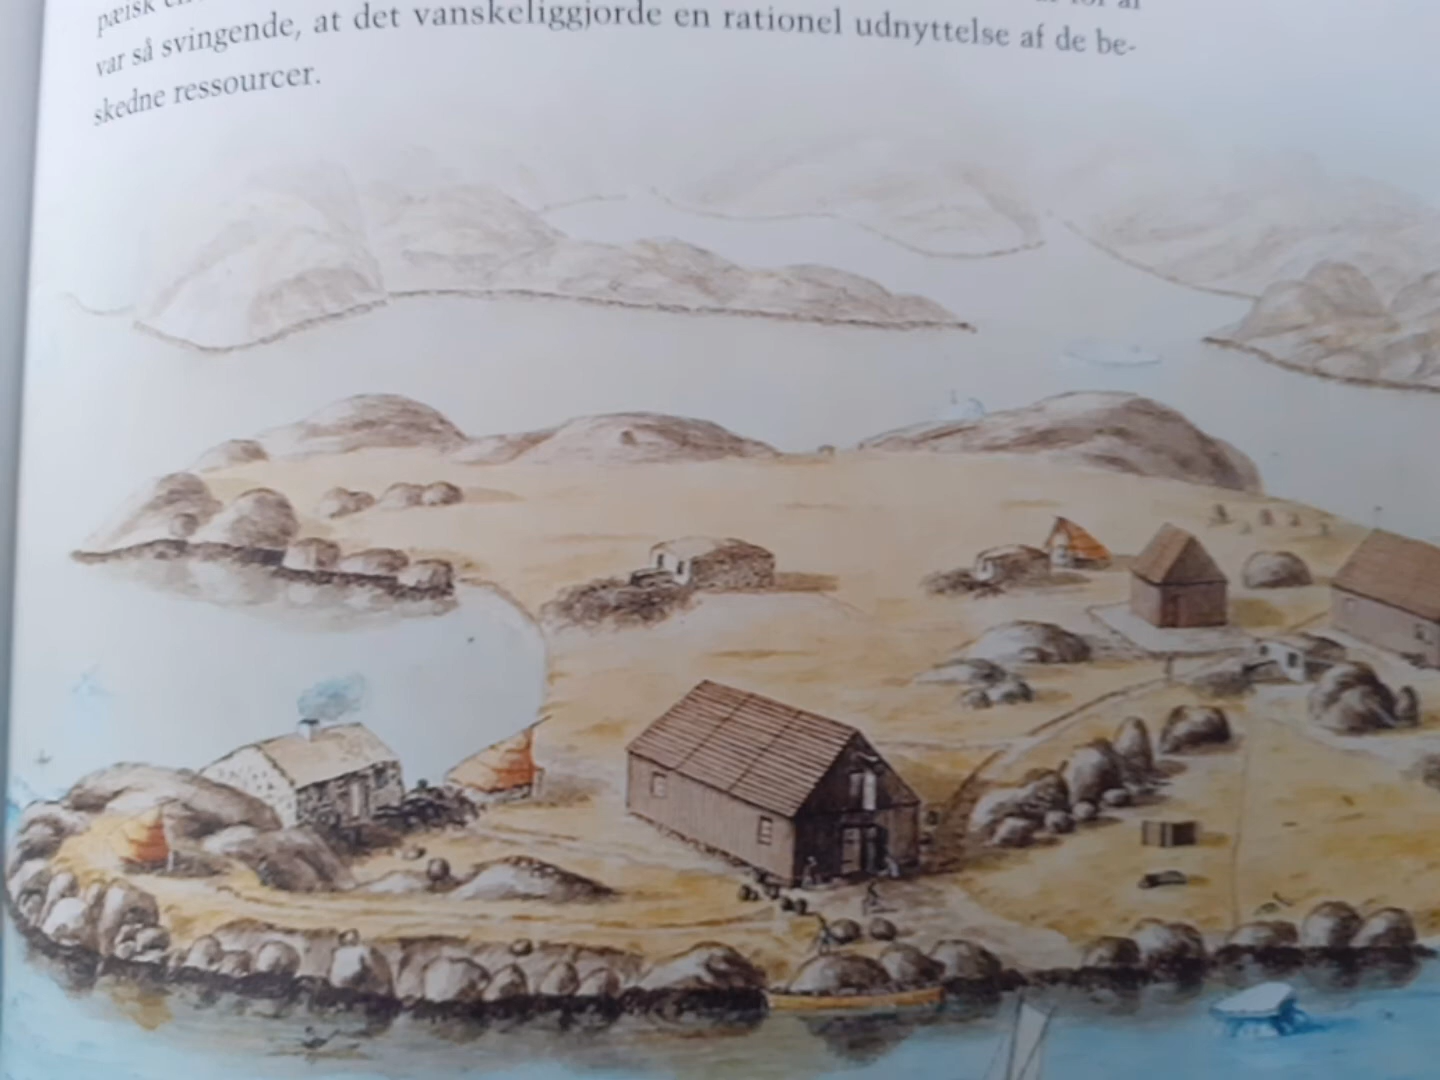 pæisk
var så svingende, at det vanskeliggjorde en rationel udnyttelse af de be-
skedne ressourcer.